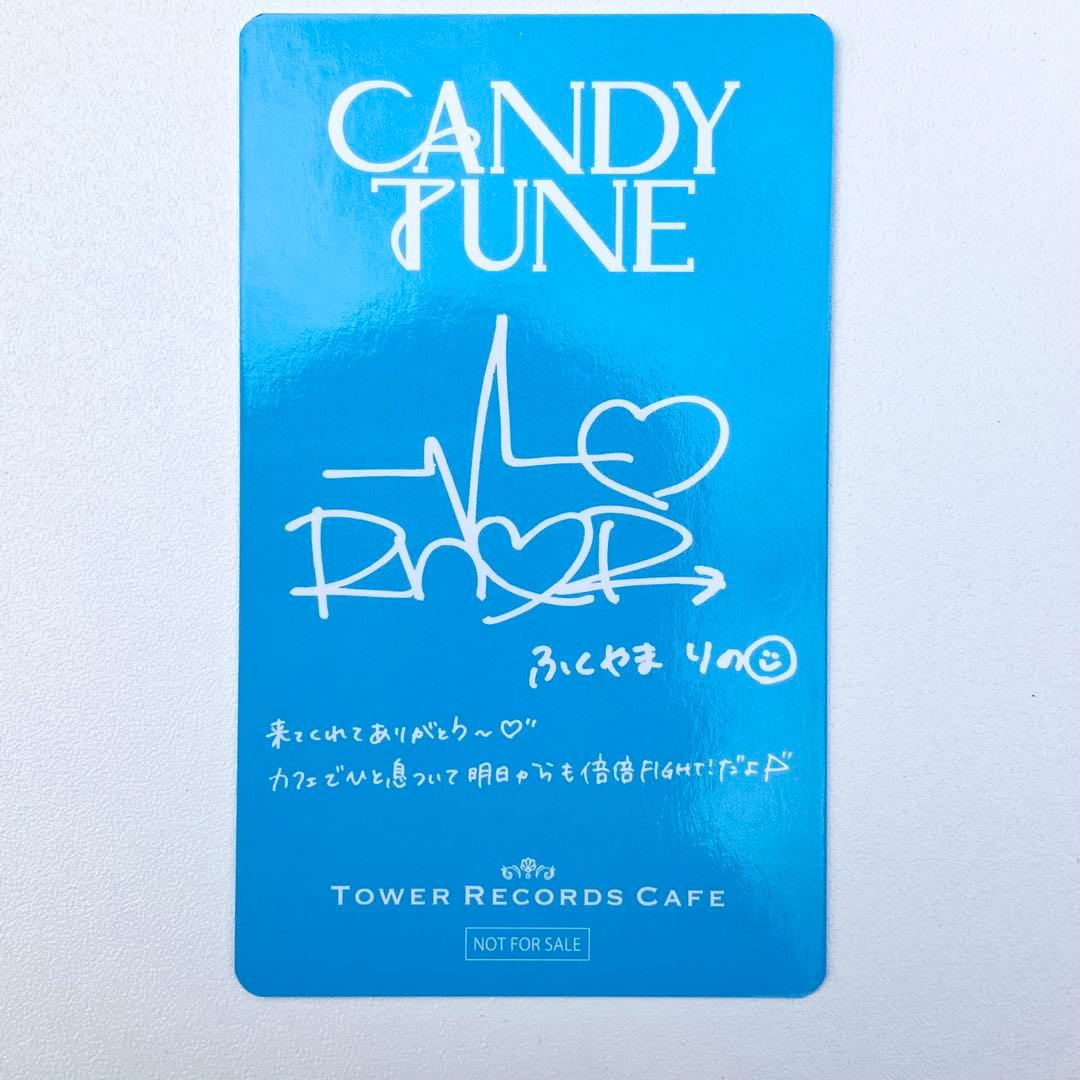 CANDY
TUNE
ふくやま りの
来てくれてありがとう〜♡
カフェでひと息ついて明日からも倍倍FIGHT!だよ
TOWER RECORDS CAFE
NOT FOR SALE